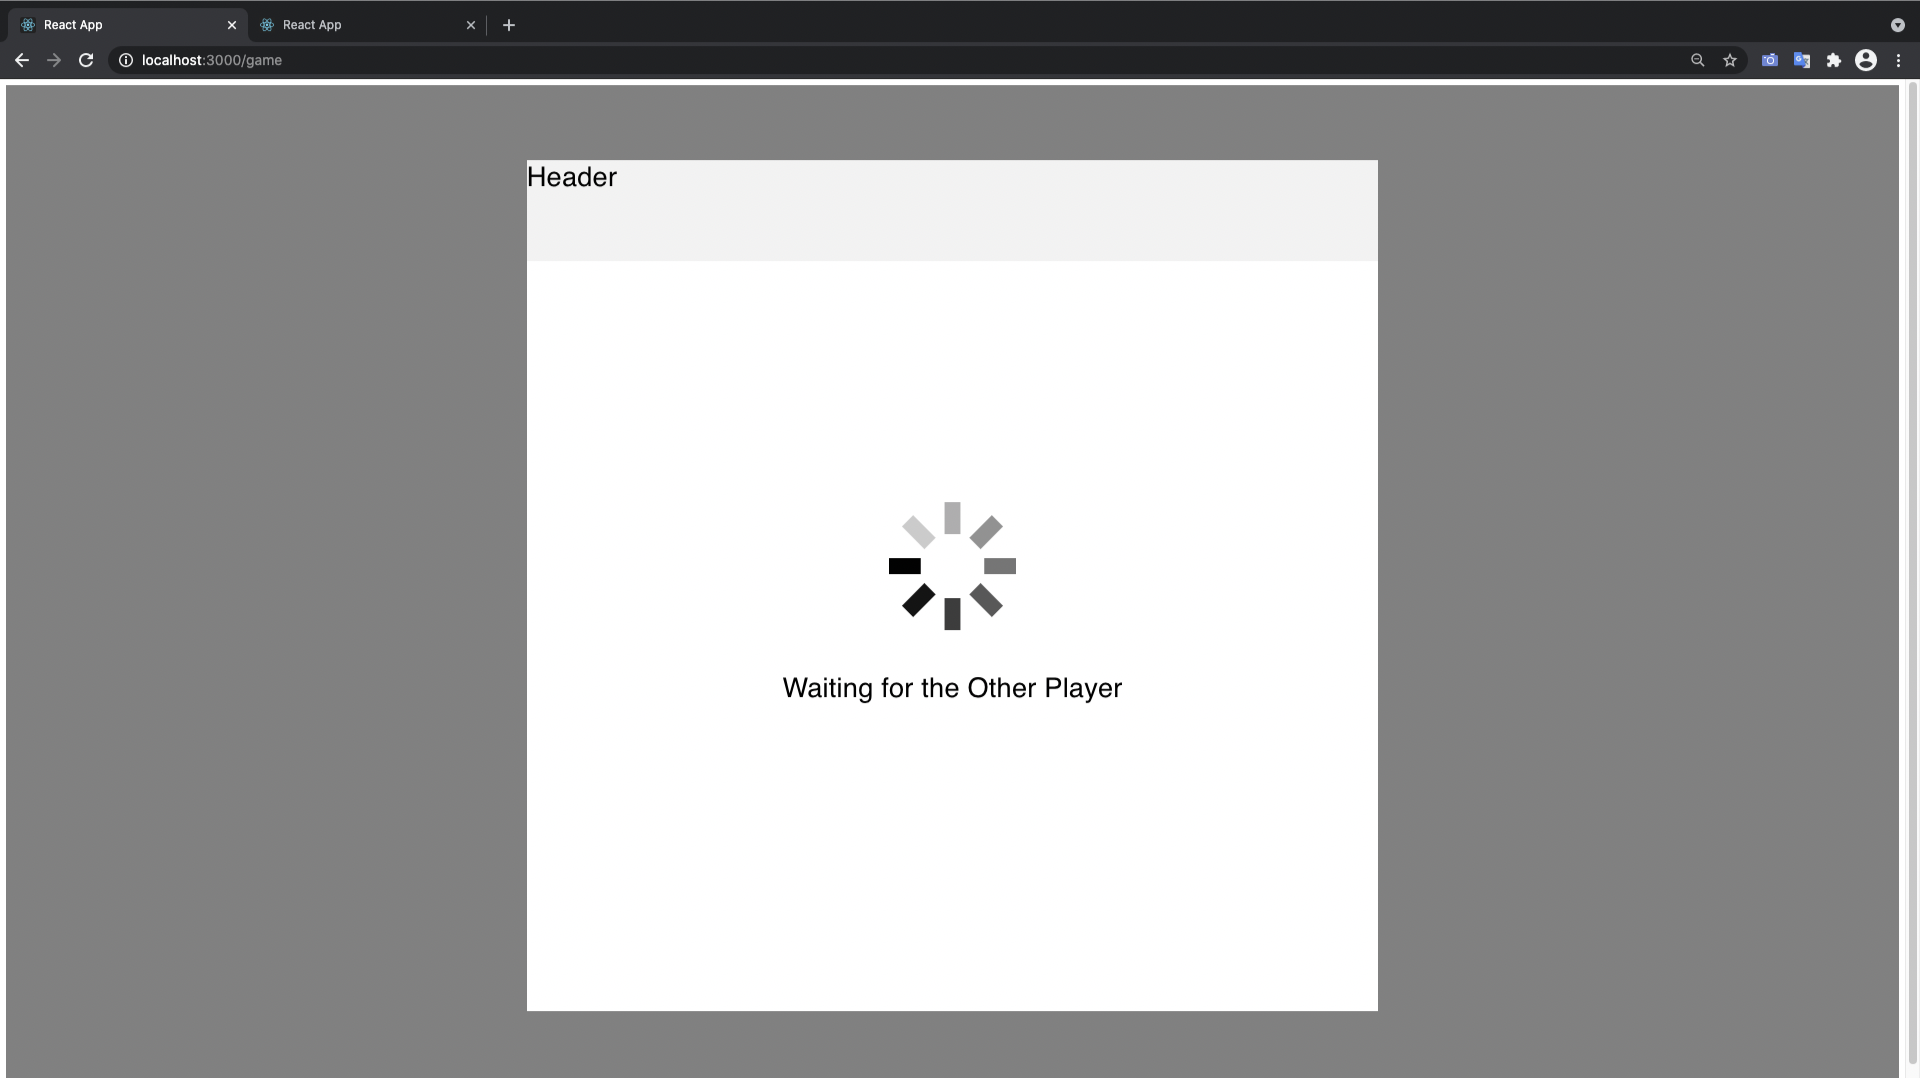 React App
React App
localhost:3000/game
Header
Waiting for the Other Player